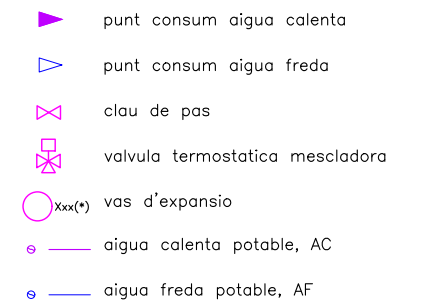 punt consum aigua calenta
punt consum aigua freda
clau de pas
valvula termostatica mescladora
Xxx(*) vas d'expansio
aigua calenta potable, AC
aigua freda potable, AF